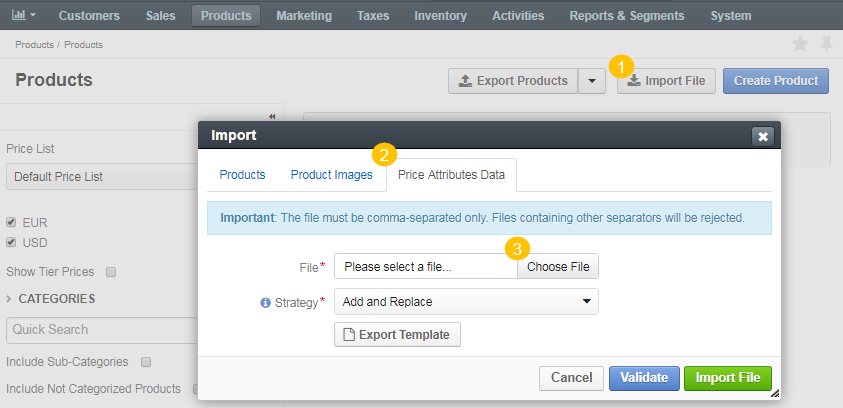 Customers Sales Products Marketing Taxes Inventory Activities Reports & Segments System
Products / Products
Products
1
Export Products
Import File
Create Product
Price List
Default Price List
EUR
USD
Show Tier Prices
CATEGORIES
Quick Search
Include Sub-Categories
Include Not Categorized Products
Import
2
Products Product Images Price Attributes Data
Important: The file must be comma-separated only. Files containing other separators will be rejected.
3
File* Please select a file... Choose File
Strategy* Add and Replace
Export Template
Cancel Validate Import File